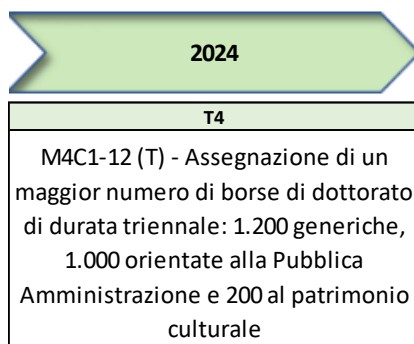 2024
T4
M4C1-12 (T) - Assegnazione di un
maggior numero di borse di dottorato
di durata triennale: 1.200 generiche,
1.000 orientate alla Pubblica
Amministrazione e 200 al patrimonio
culturale